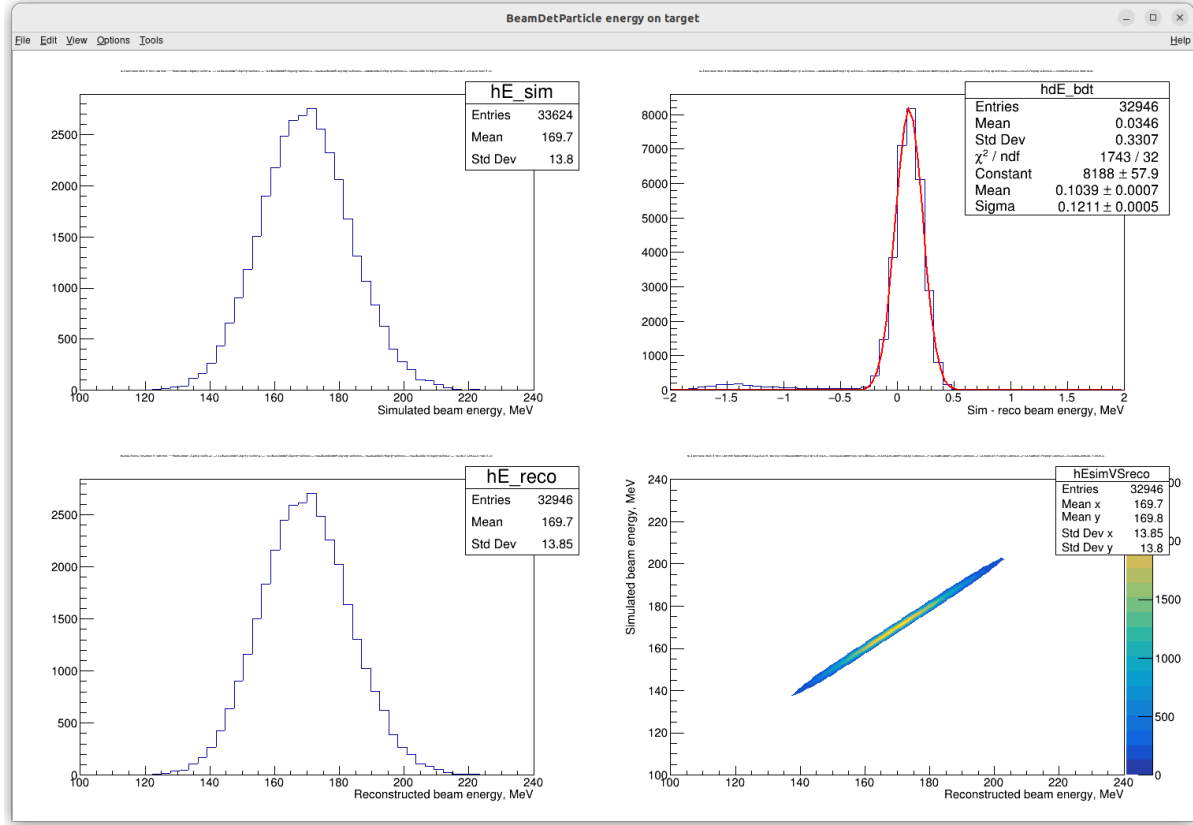 BeamDetParticle energy on target
File Edit View Options Tools Help
hE_sim
Entries 33624
Mean 169.7
Std Dev 13.8
2500
2000
1500
1000
500
0
100 120 140 160 180 200 220 240
Simulated beam energy, MeV
hdE_bdt
Entries 32946
Mean 0.0346
Std Dev 0.3307
χ² / ndf 1743 / 32
Constant 8188 ± 57.9
Mean 0.1039 ± 0.0007
Sigma 0.1211 ± 0.0005
8000
7000
6000
5000
4000
3000
2000
1000
0
−2 −1.5 −1 −0.5 0 0.5 1 1.5 2
Sim - reco beam energy, MeV
hE_reco
Entries 32946
Mean 169.7
Std Dev 13.85
2500
2000
1500
1000
500
0
100 120 140 160 180 200 220 240
Reconstructed beam energy, MeV
hEsimVSreco
Entries 32946
Mean x 169.7
Mean y 169.8
Std Dev x 13.85
Std Dev y 13.8
Simulated beam energy, MeV
240
220
200
180
160
140
120
100
100 120 140 160 180 200 220 240
Reconstructed beam energy, MeV
1500
1000
500
0